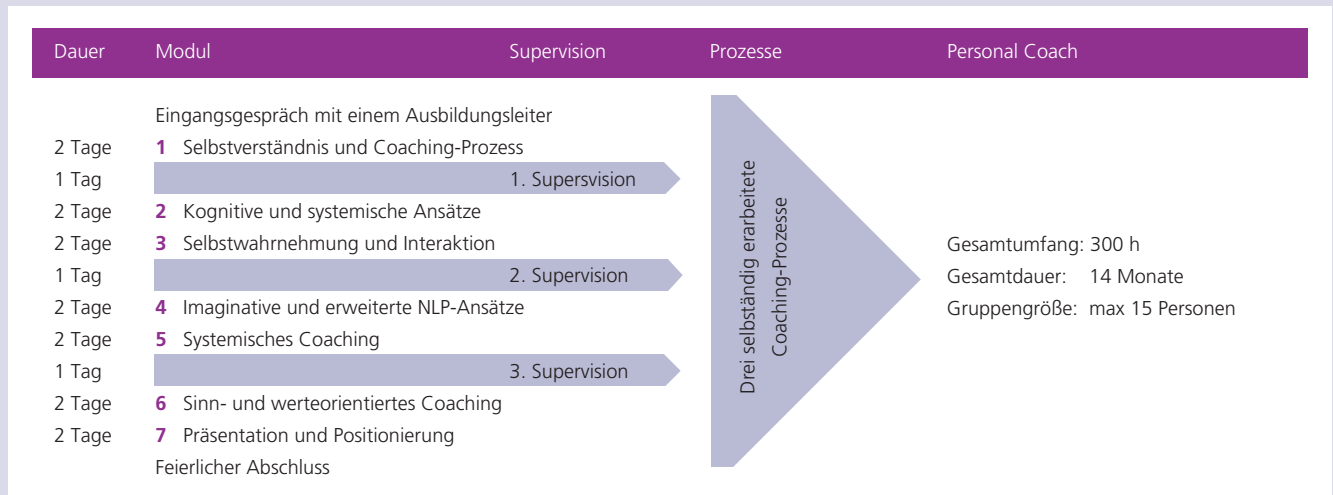 Dauer Modul Supervision Prozesse Personal Coach
Eingangsgespräch mit einem Ausbildungsleiter
2 Tage 1 Selbstverständnis und Coaching-Prozess
1 Tag 1. Supersvision
2 Tage 2 Kognitive und systemische Ansätze
2 Tage 3 Selbstwahrnehmung und Interaktion
1 Tag 2. Supervision
2 Tage 4 Imaginative und erweiterte NLP-Ansätze
2 Tage 5 Systemisches Coaching
1 Tag 3. Supervision
2 Tage 6 Sinn- und werteorientiertes Coaching
2 Tage 7 Präsentation und Positionierung
Feierlicher Abschluss
Drei selbständig erarbeitete
Coaching-Prozesse
Gesamtumfang: 300 h
Gesamtdauer: 14 Monate
Gruppengröße: max 15 Personen